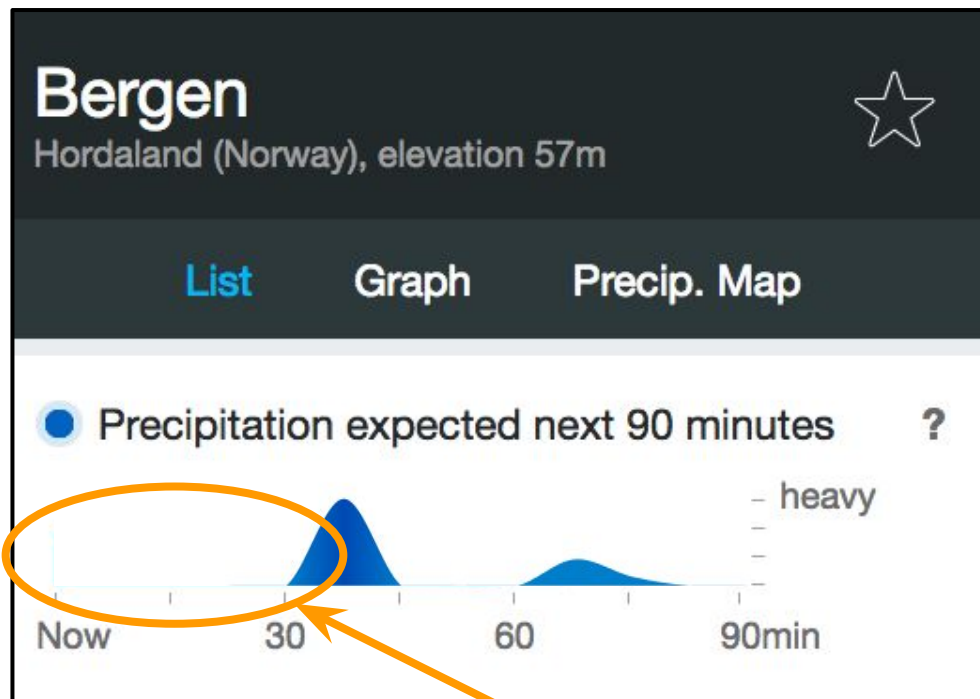 Bergen
Hordaland (Norway), elevation 57m
List Graph Precip. Map
Precipitation expected next 90 minutes ?
heavy
Now 30 60 90min